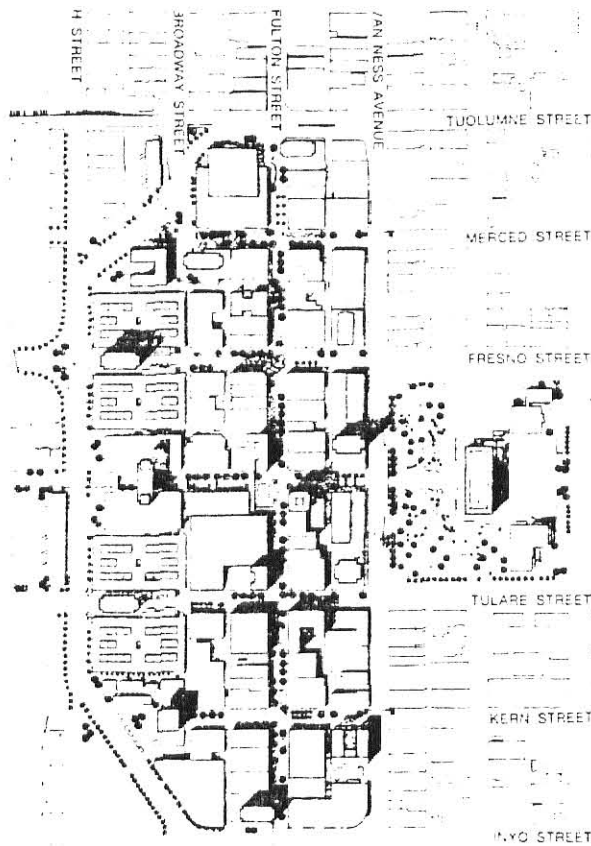 H STREET
BROADWAY STREET
FULTON STREET
VAN NESS AVENUE
TUOLUMNE STREET
MERCED STREET
FRESNO STREET
TULARE STREET
KERN STREET
INYO STREET